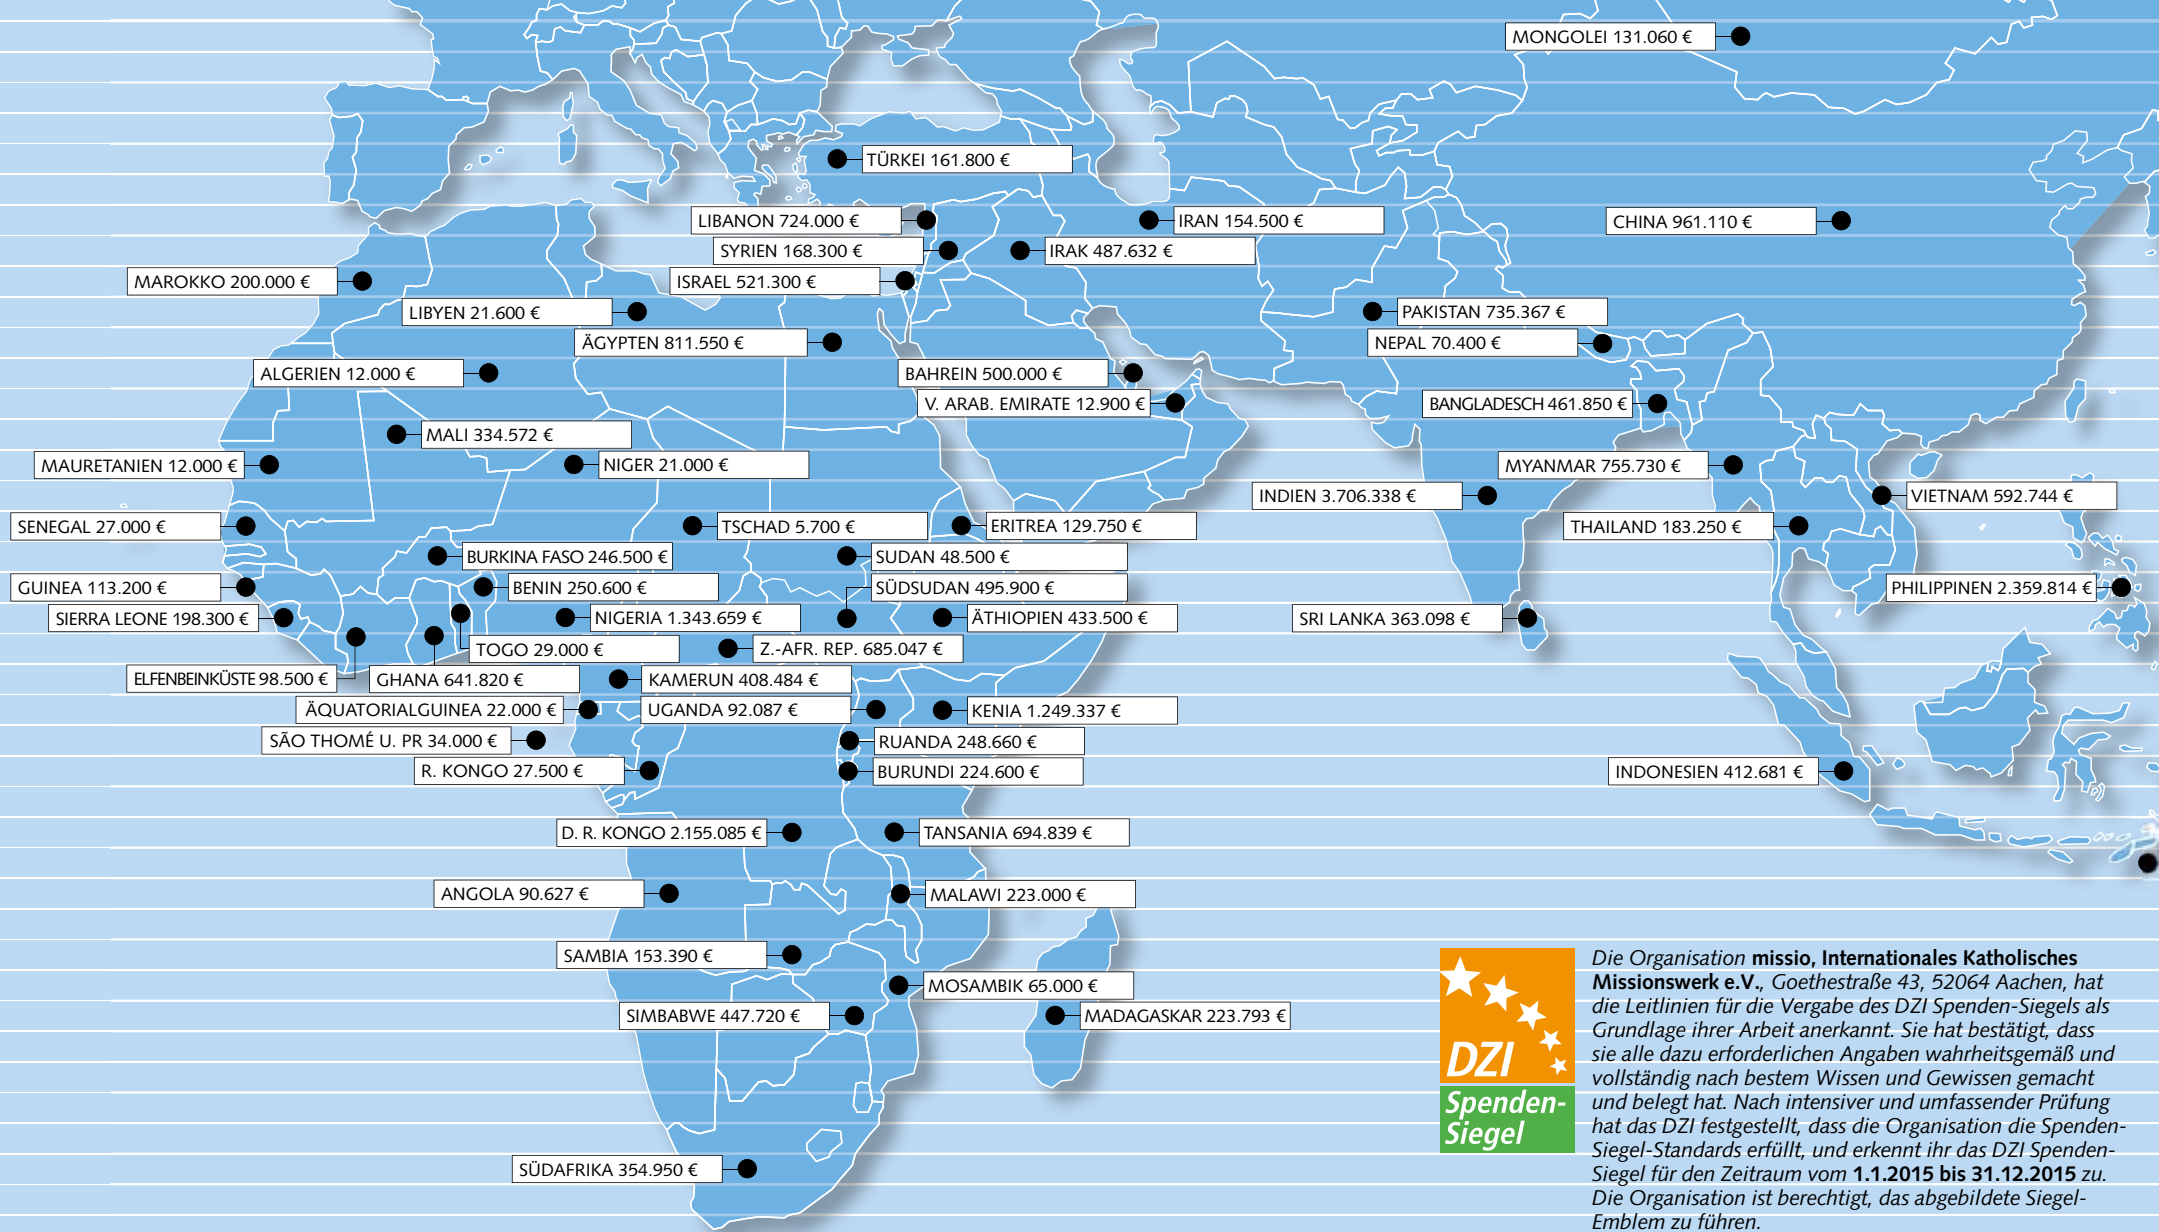 MONGOLEI 131.060 €
TÜRKEI 161.800 €
LIBANON 724.000 €
IRAN 154.500 €
CHINA 961.110 €
SYRIEN 168.300 €
IRAK 487.632 €
MAROKKO 200.000 €
ISRAEL 521.300 €
LIBYEN 21.600 €
PAKISTAN 735.367 €
ÄGYPTEN 811.550 €
NEPAL 70.400 €
ALGERIEN 12.000 €
BAHREIN 500.000 €
V. ARAB. EMIRATE 12.900 €
BANGLADESCH 461.850 €
MALI 334.572 €
MAURETANIEN 12.000 €
NIGER 21.000 €
MYANMAR 755.730 €
INDIEN 3.706.338 €
VIETNAM 592.744 €
SENEGAL 27.000 €
TSCHAD 5.700 €
ERITREA 129.750 €
THAILAND 183.250 €
BURKINA FASO 246.500 €
SUDAN 48.500 €
GUINEA 113.200 €
BENIN 250.600 €
SÜDSUDAN 495.900 €
PHILIPPINEN 2.359.814 €
SIERRA LEONE 198.300 €
NIGERIA 1.343.659 €
ÄTHIOPIEN 433.500 €
SRI LANKA 363.098 €
TOGO 29.000 €
Z.-AFR. REP. 685.047 €
ELFENBEINKÜSTE 98.500 €
GHANA 641.820 €
KAMERUN 408.484 €
ÄQUATORIALGUINEA 22.000 €
UGANDA 92.087 €
KENIA 1.249.337 €
SÃO THOMÉ U. PR 34.000 €
RUANDA 248.660 €
R. KONGO 27.500 €
BURUNDI 224.600 €
INDONESIEN 412.681 €
D. R. KONGO 2.155.085 €
TANSANIA 694.839 €
ANGOLA 90.627 €
MALAWI 223.000 €
SAMBIA 153.390 €
MOSAMBIK 65.000 €
SIMBABWE 447.720 €
MADAGASKAR 223.793 €
SÜDAFRIKA 354.950 €
DZI
Spenden-
Siegel
Die Organisation missio, Internationales Katholisches
Missionswerk e.V., Goethestraße 43, 52064 Aachen, hat
die Leitlinien für die Vergabe des DZI Spenden-Siegels als
Grundlage ihrer Arbeit anerkannt. Sie hat bestätigt, dass
sie alle dazu erforderlichen Angaben wahrheitsgemäß und
vollständig nach bestem Wissen und Gewissen gemacht
und belegt hat. Nach intensiver und umfassender Prüfung
hat das DZI festgestellt, dass die Organisation die Spenden-
Siegel-Standards erfüllt, und erkennt ihr das DZI Spenden-
Siegel für den Zeitraum vom 1.1.2015 bis 31.12.2015 zu.
Die Organisation ist berechtigt, das abgebildete Siegel-
Emblem zu führen.